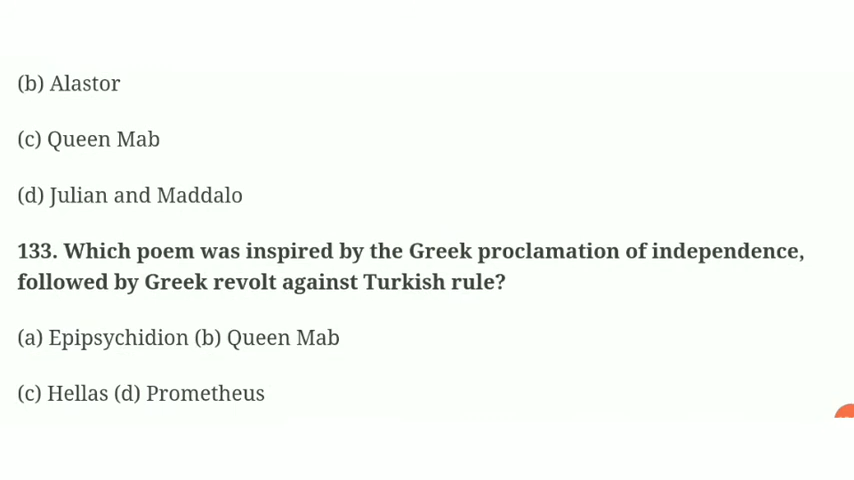 (b) Alastor
(c) Queen Mab
(d) Julian and Maddalo
133. Which poem was inspired by the Greek proclamation of independence,
followed by Greek revolt against Turkish rule?
(a) Epipsychidion (b) Queen Mab
(c) Hellas (d) Prometheus